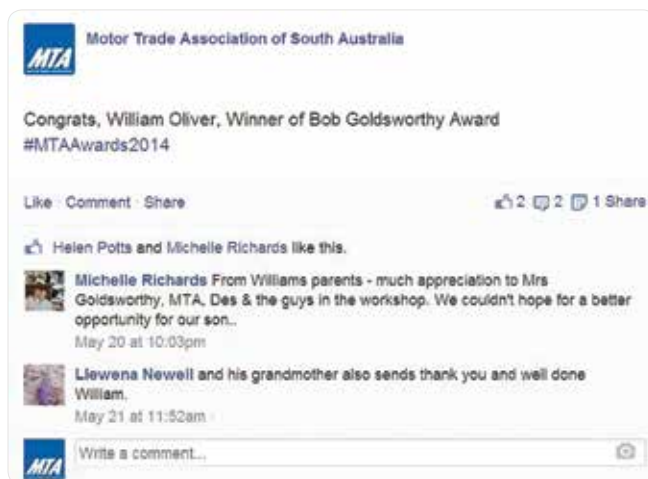 MTA
Motor Trade Association of South Australia
Congrats, William Oliver, Winner of Bob Goldsworthy Award
#MTAAwards2014
Like · Comment · Share
2 2 1 Share
Helen Potts and Michelle Richards like this.
Michelle Richards From Williams parents - much appreciation to Mrs
Goldsworthy, MTA, Des & the guys in the workshop. We couldn't hope for a better
opportunity for our son..
May 20 at 10:03pm
Llewena Newell and his grandmother also sends thank you and well done
William.
May 21 at 11:52am
MTA
Write a comment...